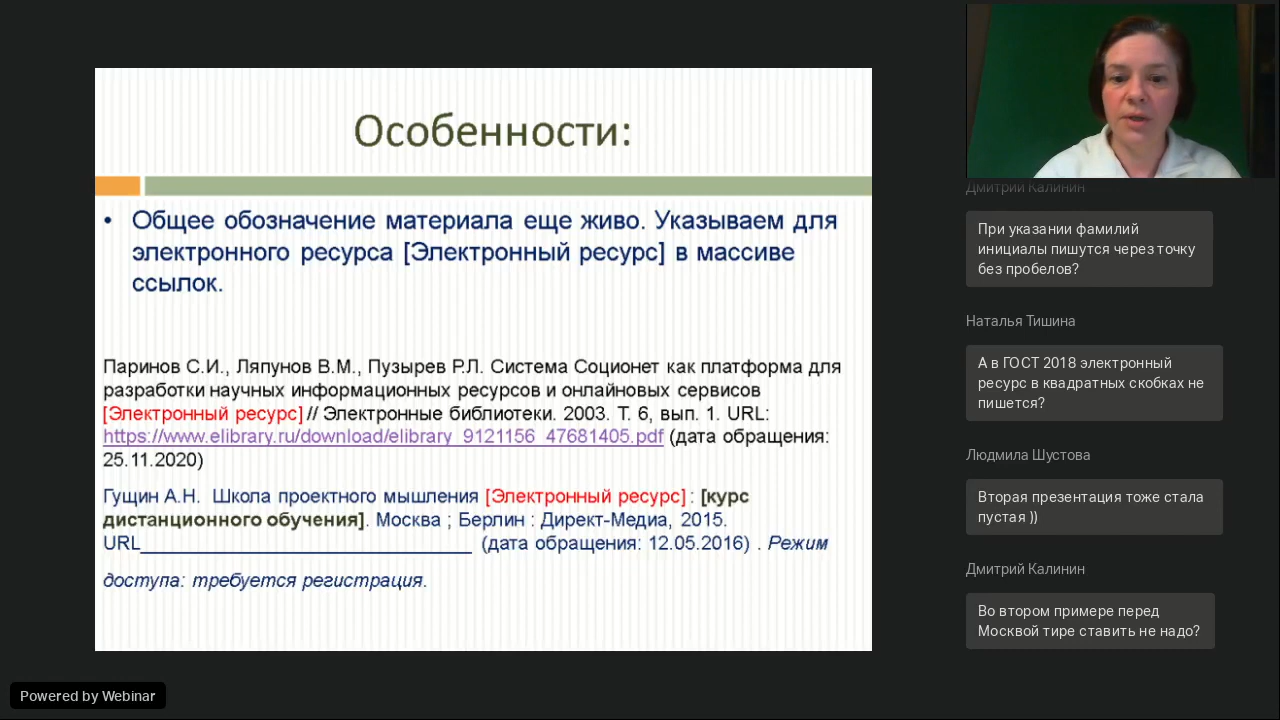 Особенности:
• Общее обозначение материала еще живо. Указываем для
электронного ресурса [Электронный ресурс] в массиве
ссылок.
Паринов С.И., Ляпунов В.М., Пузырев Р.Л. Система Соционет как платформа для
разработки научных информационных ресурсов и онлайновых сервисов
[Электронный ресурс] // Электронные библиотеки. 2003. Т. 6, вып. 1. URL:
https://www.elibrary.ru/download/elibrary_9121156_47681405.pdf (дата обращения:
25.11.2020)
Гущин А.Н. Школа проектного мышления [Электронный ресурс] : [курс
дистанционного обучения]. Москва ; Берлин : Директ-Медиа, 2015.
URL______________________________ (дата обращения: 12.05.2016) . Режим
доступа: требуется регистрация.
Дмитрий Калинин
При указании фамилий
инициалы пишутся через точку
без пробелов?
Наталья Тишина
А в ГОСТ 2018 электронный
ресурс в квадратных скобках не
пишется?
Людмила Шустова
Вторая презентация тоже стала
пустая ))
Дмитрий Калинин
Во втором примере перед
Москвой тире ставить не надо?
Powered by Webinar